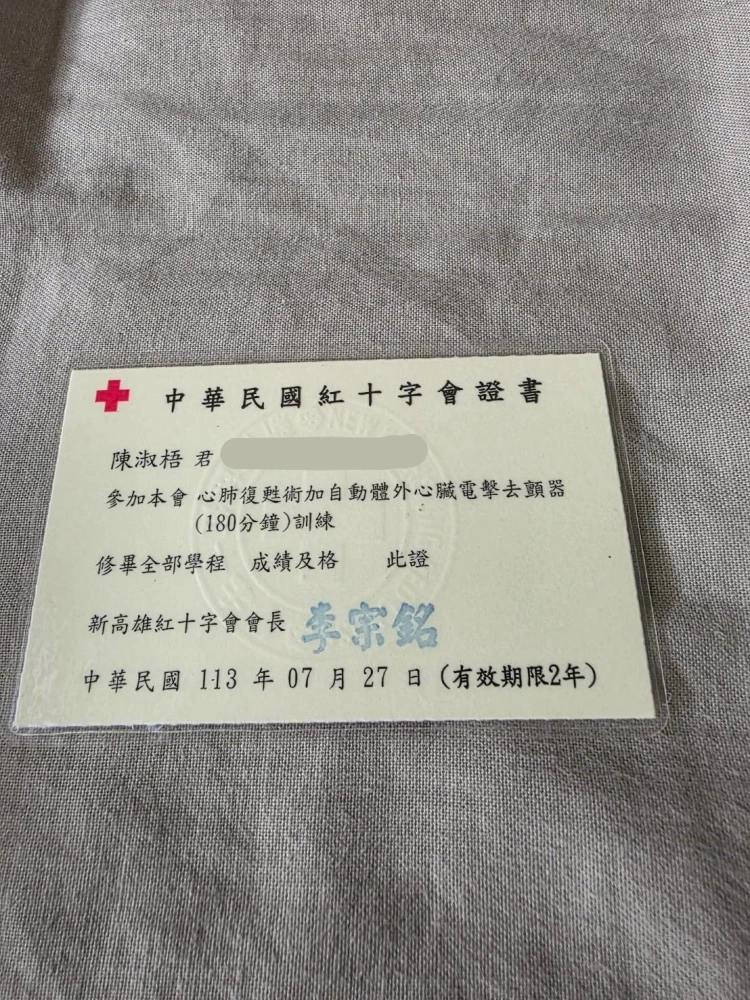 中華民國紅十字會證書
陳淑梧 君
參加本會 心肺復甦術加自動體外心臟電擊去顫器
(180分鐘)訓練
修畢全部學程 成績及格 此證
新高雄紅十字會會長 李宗銘
中華民國 113 年 07 月 27 日 (有效期限2年)